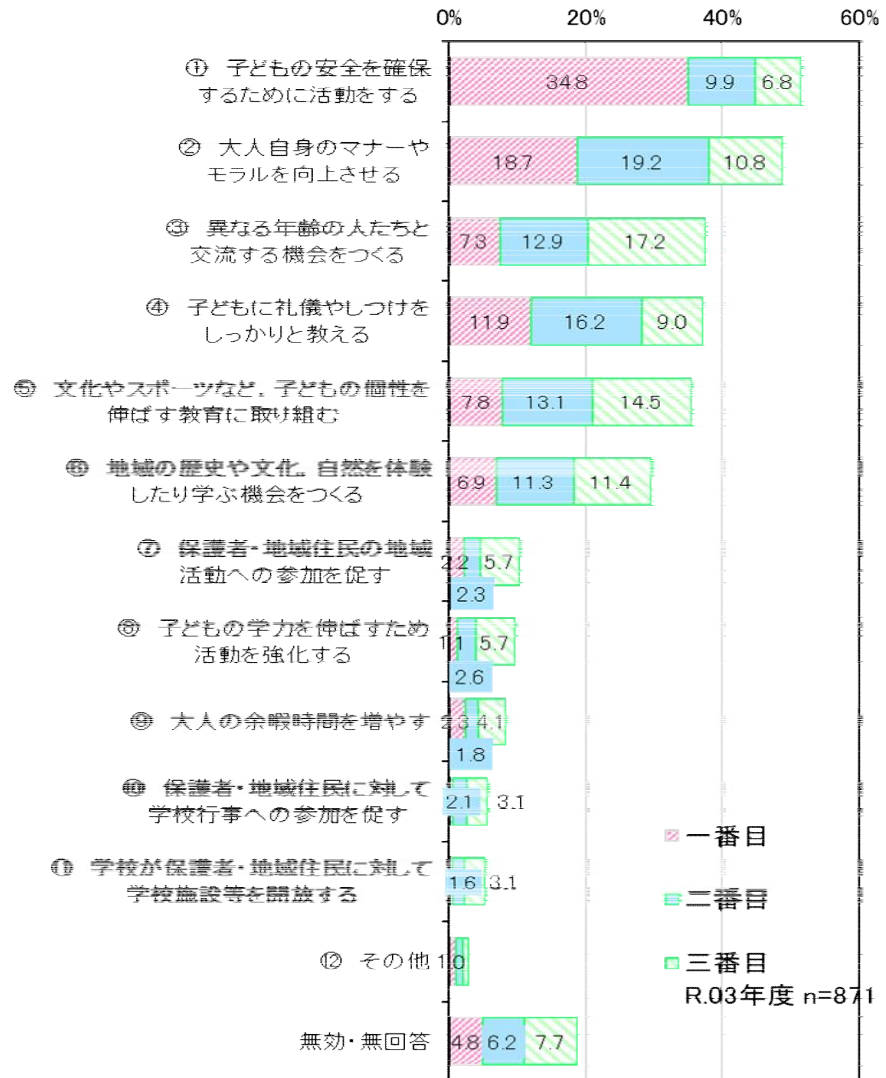 0% 20% 40% 60%
① 子どもの安全を確保
するために活動をする
34.8 9.9 6.8
② 大人自身のマナーや
モラルを向上させる
18.7 19.2 10.8
③ 異なる年齢の人たちと
交流する機会をつくる
7.3 12.9 17.2
④ 子どもに礼儀やしつけを
しっかりと教える
11.9 16.2 9.0
⑤ 文化やスポーツなど、子どもの個性を
伸ばす教育に取り組む
7.8 13.1 14.5
⑥ 地域の歴史や文化、自然を体験
したり学ぶ機会をつくる
6.9 11.3 11.4
⑦ 保護者・地域住民の地域
活動への参加を促す
2.2 5.7
2.3
⑧ 子どもの学力を伸ばすため
活動を強化する
1.1 5.7
2.6
⑨ 大人の余暇時間を増やす
2.3 4.1
1.8
⑩ 保護者・地域住民に対して
学校行事への参加を促す
2.1 3.1
⑪ 学校が保護者・地域住民に対して
学校施設等を開放する
1.6 3.1
⑫ その他
1.0
無効・無回答
4.8 6.2 7.7
一番目
二番目
三番目
R.03年度 n=871